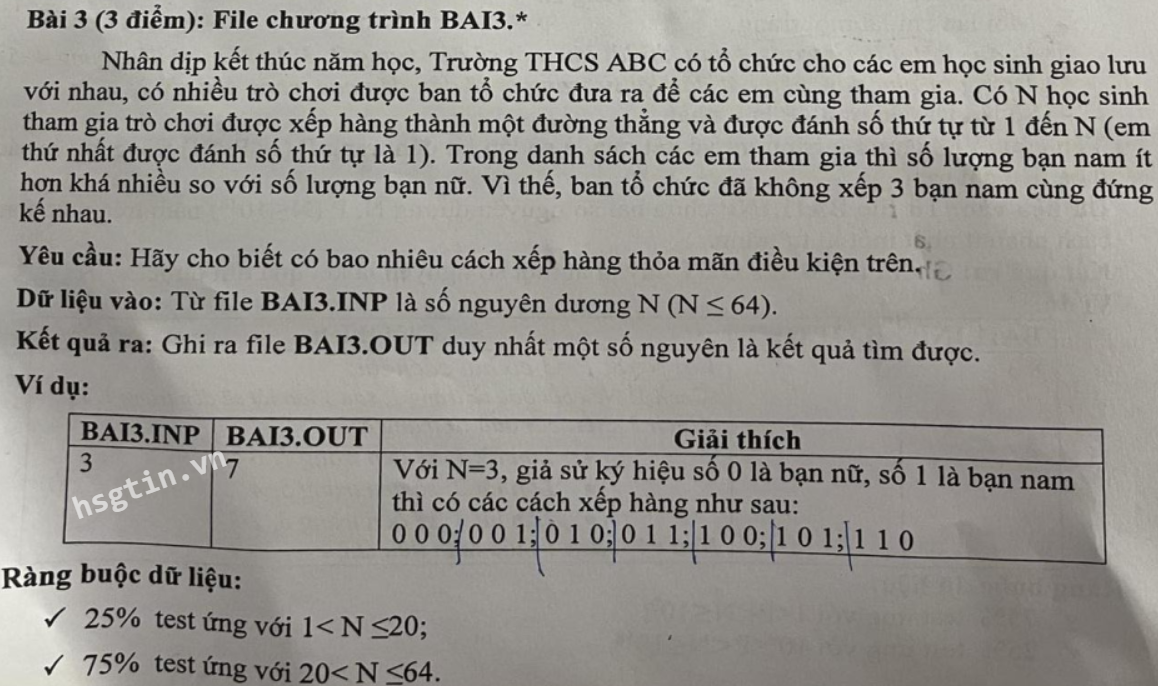 Bài 3 (3 điểm): File chương trình BAI3.*
Nhân dịp kết thúc năm học, Trường THCS ABC có tổ chức cho các em học sinh giao lưu
với nhau, có nhiều trò chơi được ban tổ chức đưa ra để các em cùng tham gia. Có N học sinh
tham gia trò chơi được xếp hàng thành một đường thẳng và được đánh số thứ tự từ 1 đến N (em
thứ nhất được đánh số thứ tự là 1). Trong danh sách các em tham gia thì số lượng bạn nam ít
hơn khá nhiều so với số lượng bạn nữ. Vì thế, ban tổ chức đã không xếp 3 bạn nam cùng đứng
kế nhau.
Yêu cầu: Hãy cho biết có bao nhiêu cách xếp hàng thỏa mãn điều kiện trên.
Dữ liệu vào: Từ file BAI3.INP là số nguyên dương N (N ≤ 64).
Kết quả ra: Ghi ra file BAI3.OUT duy nhất một số nguyên là kết quả tìm được.
Ví dụ:
BAI3.INP BAI3.OUT Giải thích
3 7 Với N=3, giả sử ký hiệu số 0 là bạn nữ, số 1 là bạn nam
thì có các cách xếp hàng như sau:
0 0 0; 0 0 1; 0 1 0; 0 1 1; 1 0 0; 1 0 1; 1 1 0
hsgtin.vn
Ràng buộc dữ liệu:
✓ 25% test ứng với 1< N ≤20;
✓ 75% test ứng với 20< N ≤64.